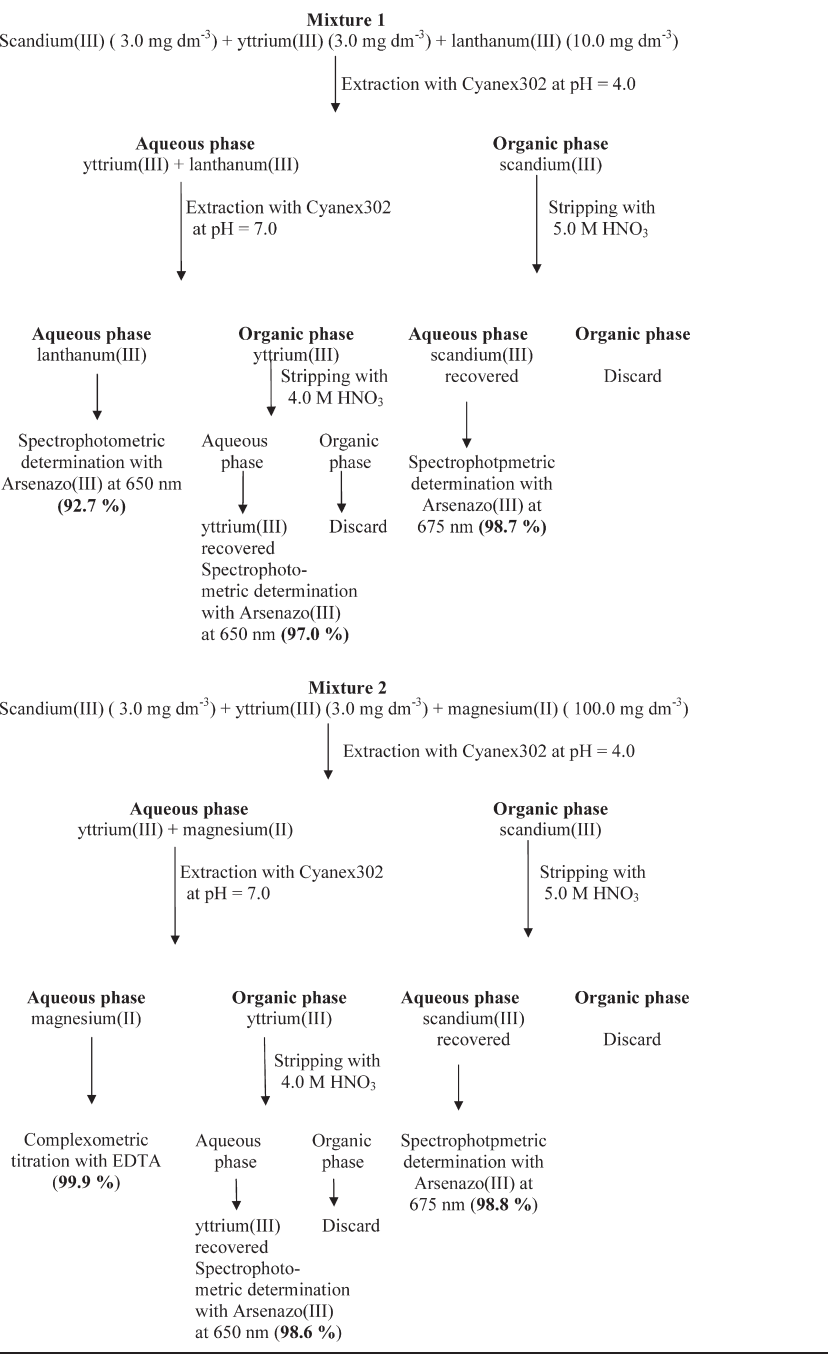 Mixture 1
Scandium(III) ( 3.0 mg dm-3) + yttrium(III) (3.0 mg dm-3) + lanthanum(III) (10.0 mg dm-3)
Extraction with Cyanex302 at pH = 4.0
Aqueous phase
yttrium(III) + lanthanum(III)
Organic phase
scandium(III)
Extraction with Cyanex302
at pH = 7.0
Stripping with
5.0 M HNO3
Aqueous phase
lanthanum(III)
Organic phase
yttrium(III)
Aqueous phase
scandium(III)
recovered
Organic phase
Discard
Stripping with
4.0 M HNO3
Spectrophotometric
determination with
Arsenazo(III) at 650 nm
(92.7 %)
Aqueous
phase
Organic
phase
Spectrophotpmetric
determination with
Arsenazo(III) at
675 nm (98.7 %)
yttrium(III)
recovered
Spectrophoto-
metric determination
with Arsenazo(III)
at 650 nm (97.0 %)
Discard
Mixture 2
Scandium(III) ( 3.0 mg dm-3) + yttrium(III) (3.0 mg dm-3) + magnesium(II) ( 100.0 mg dm-3)
Extraction with Cyanex302 at pH = 4.0
Aqueous phase
yttrium(III) + magnesium(II)
Organic phase
scandium(III)
Extraction with Cyanex302
at pH = 7.0
Stripping with
5.0 M HNO3
Aqueous phase
magnesium(II)
Organic phase
yttrium(III)
Aqueous phase
scandium(III)
recovered
Organic phase
Discard
Stripping with
4.0 M HNO3
Complexometric
titration with EDTA
(99.9 %)
Aqueous
phase
Organic
phase
Spectrophotpmetric
determination with
Arsenazo(III) at
675 nm (98.8 %)
yttrium(III)
recovered
Spectrophoto-
metric determination
with Arsenazo(III)
at 650 nm (98.6 %)
Discard